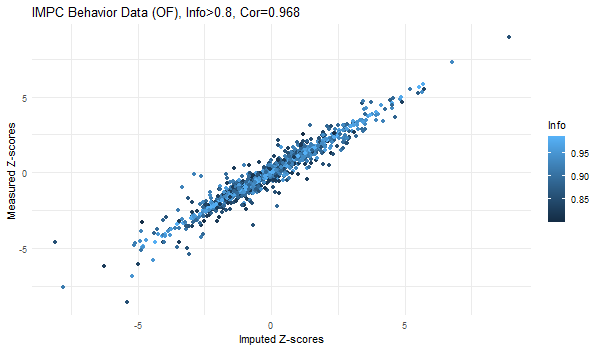 IMPC Behavior Data (OF), Info>0.8, Cor=0.968
Measured Z-scores
5
0
-5
-5
0
5
Imputed Z-scores
Info
0.95
0.90
0.85